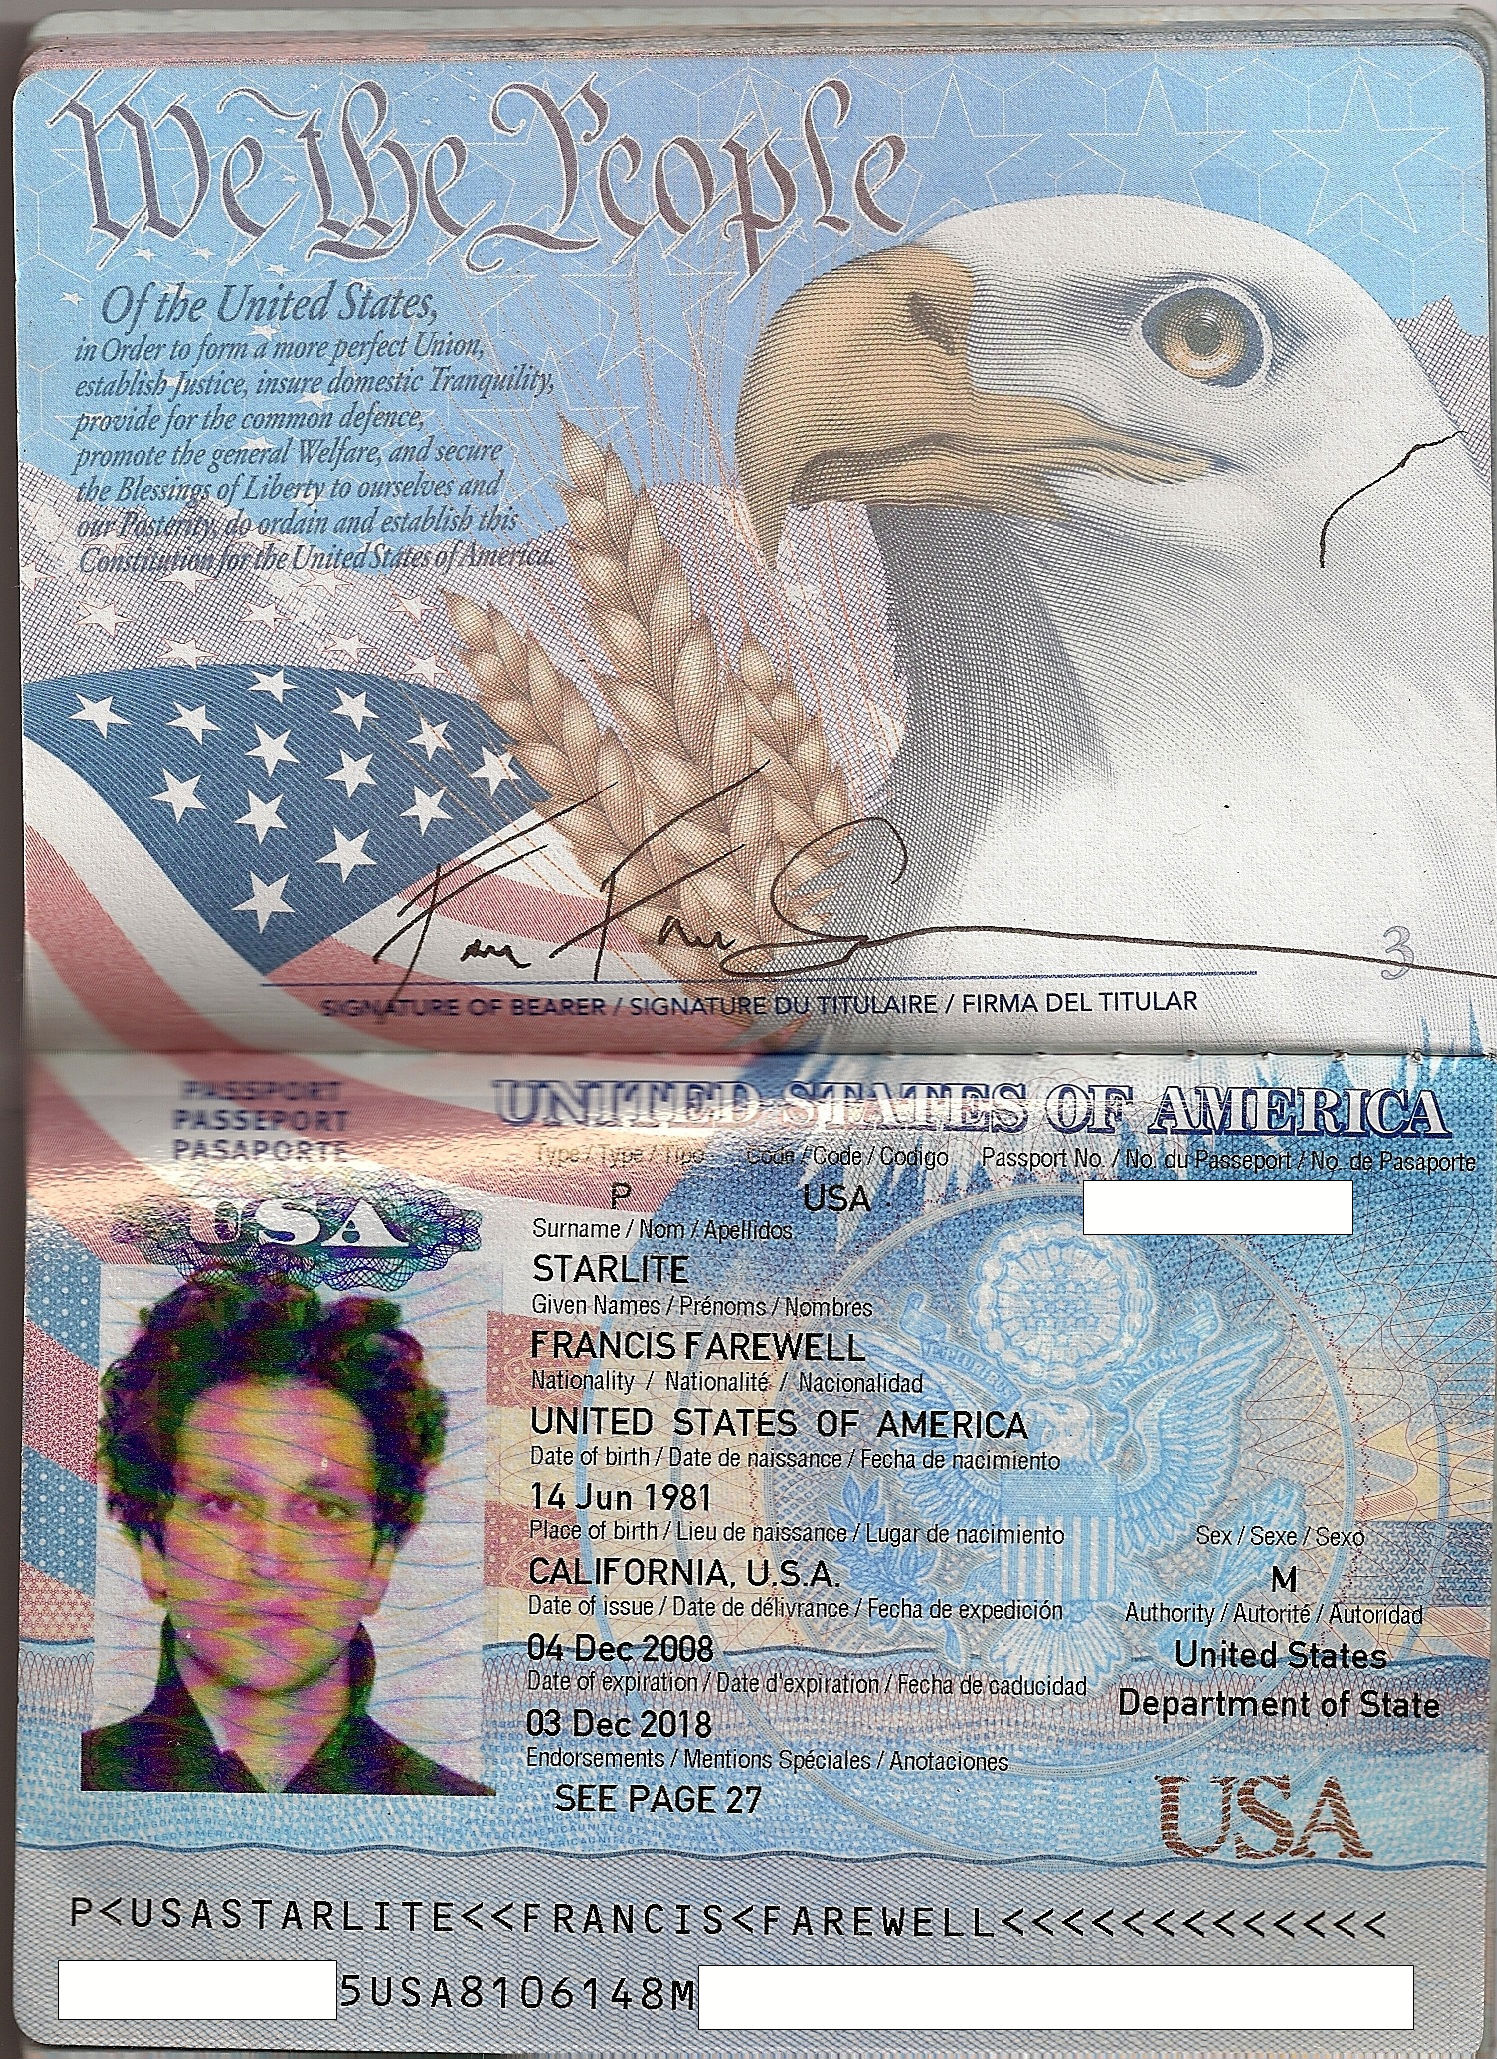 We the People
Of the United States,
in Order to form a more perfect Union,
establish Justice, insure domestic Tranquility,
provide for the common defence,
promote the general Welfare, and secure
the Blessings of Liberty to ourselves and
our Posterity, do ordain and establish this
Constitution for the United States of America.
3
SIGNATURE OF BEARER / SIGNATURE DU TITULAIRE / FIRMA DEL TITULAR
PASSPORT
PASSEPORT
PASAPORTE
UNITED STATES OF AMERICA
Type / Type / Tipo Code / Code / Codigo Passport No. / No. du Passeport / No. de Pasaporte
P USA
USA
Surname / Nom / Apellidos
STARLITE
Given Names / Prénoms / Nombres
FRANCIS FAREWELL
Nationality / Nationalité / Nacionalidad
UNITED STATES OF AMERICA
Date of birth / Date de naissance / Fecha de nacimiento
14 Jun 1981
Place of birth / Lieu de naissance / Lugar de nacimiento Sex / Sexe / Sexo
CALIFORNIA, U.S.A. M
Date of issue / Date de délivrance / Fecha de expedición Authority / Autorité / Autoridad
04 Dec 2008 United States
Date of expiration / Date d'expiration / Fecha de caducidad Department of State
03 Dec 2018
Endorsements / Mentions Spéciales / Anotaciones
SEE PAGE 27
USA
P<USASTARLITE<<FRANCIS<FAREWELL<<<<<<<<<<<<<
5USA8106148M